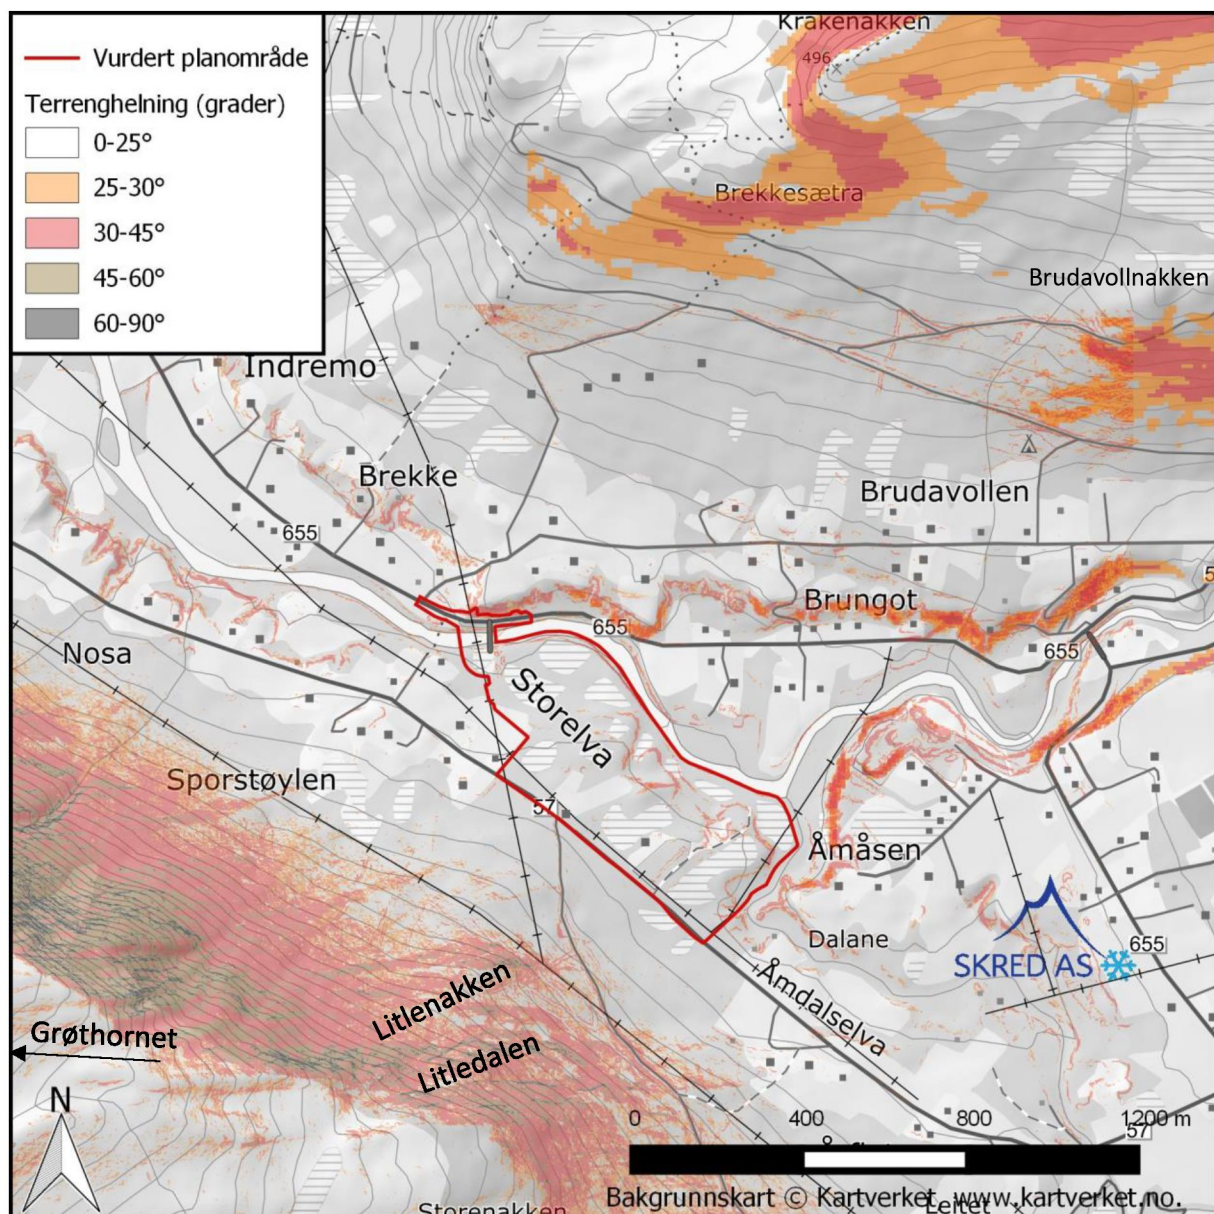 Vurdert planområde
Terrenghelning (grader)
0-25°
25-30°
30-45°
45-60°
60-90°
Krakenakken
496
Brekkesætra
Brudavollnakken
Indremo
Brekke
Brudavollen
655
Brungot
5
655
655
Nosa
Storelva
Sporstøylen
57
Åmåsen
Dalane
655
SKRED AS
Litlenakken
Åmdalselva
Grøthornet
Litledalen
N
0 400 800 1200 m
57
Bakgrunnskart © Kartverket, www.kartverket.no.
Storenakken
Leitet